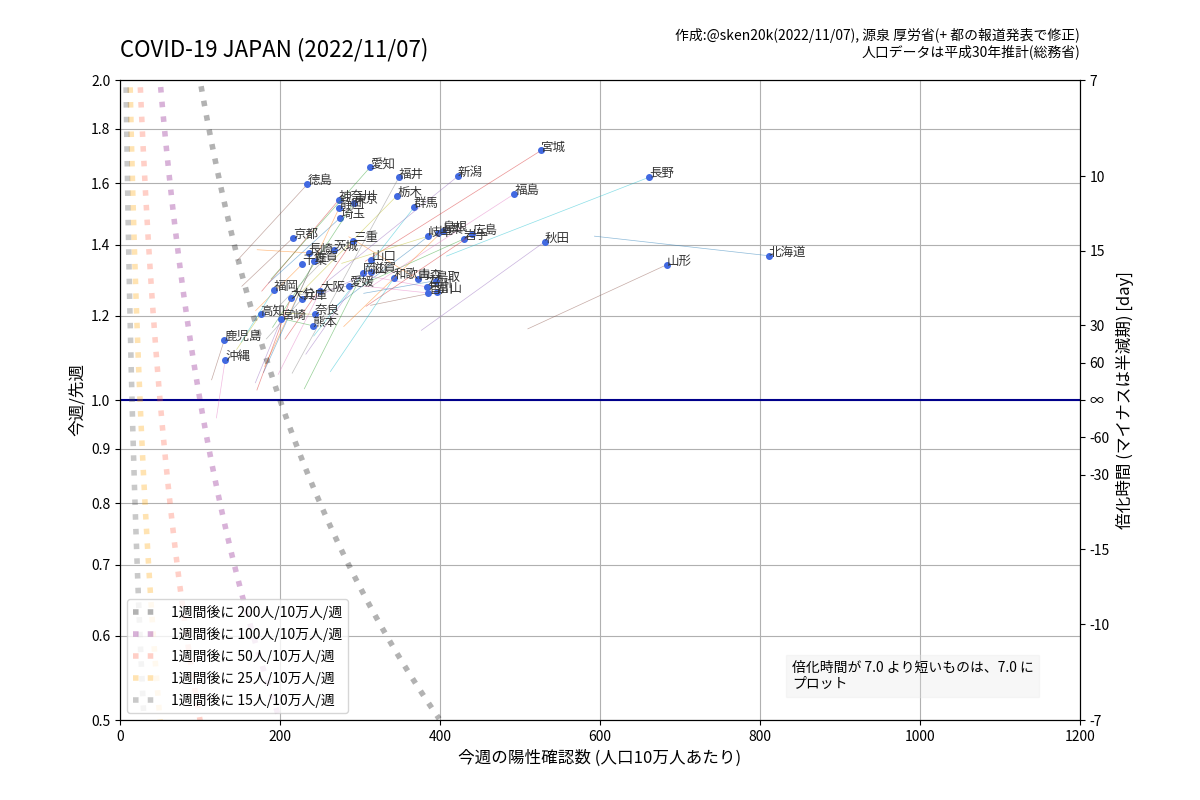 COVID-19 JAPAN (2022/11/07)
作成:@sken20k(2022/11/07), 源泉 厚労省(+ 都の報道発表で修正)
人口データは平成30年推計(総務省)
2.0
1.8
1.6
1.4
1.2
1.0
0.9
0.8
0.7
0.6
0.5
今週/先週
7
10
15
30
60
∞
-60
-30
-15
-10
-7
倍化時間 (マイナスは半減期) [day]
宮城
愛知
福井
新潟
長野
徳島
栃木
福島
神奈川
東京
群馬
埼玉
京都
三重
島根
広島
岐阜
岩手
秋田
長崎
茨城
佐賀
千葉
山口
北海道
山形
滋賀
和歌山
鳥取
愛媛
福岡
大分
兵庫
大阪
高知
宮崎
奈良
熊本
鹿児島
沖縄
1週間後に 200人/10万人/週
1週間後に 100人/10万人/週
1週間後に 50人/10万人/週
1週間後に 25人/10万人/週
1週間後に 15人/10万人/週
倍化時間が 7.0 より短いものは、7.0 に
プロット
0
200
400
600
800
1000
1200
今週の陽性確認数 (人口10万人あたり)